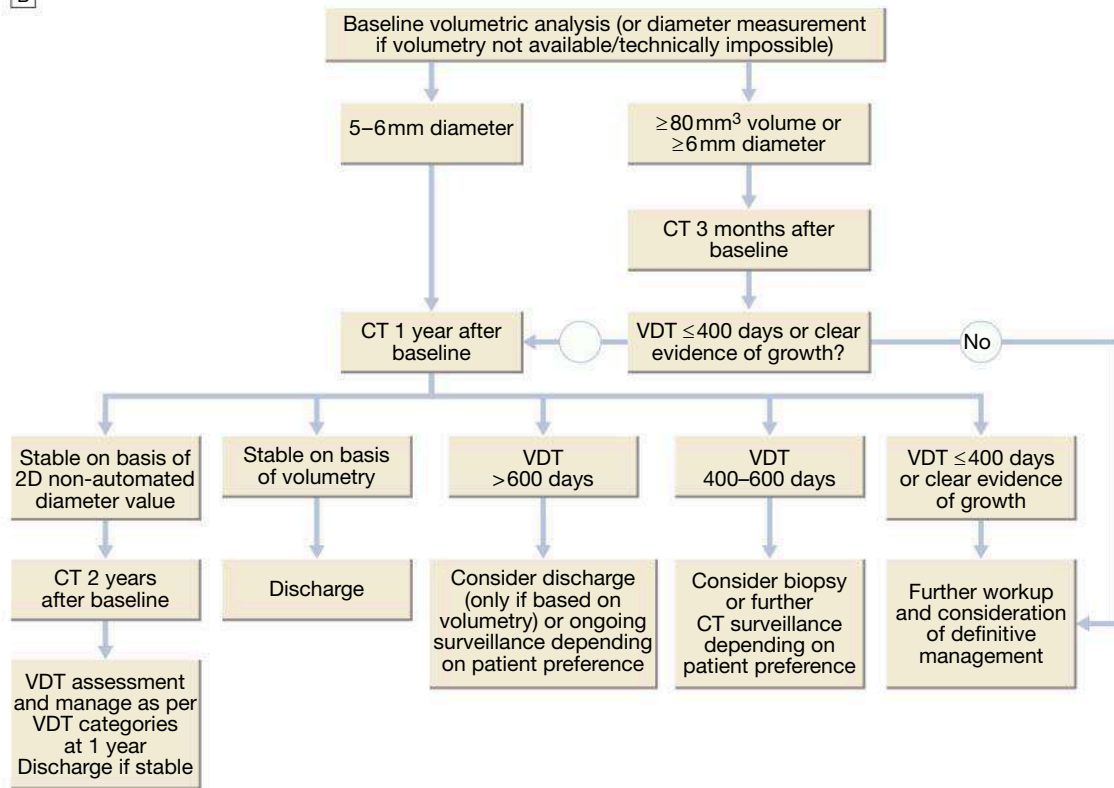 B
Baseline volumetric analysis (or diameter measurement
if volumetry not available/technically impossible)
5–6mm diameter
≥80mm³ volume or
≥6mm diameter
CT 3 months after
baseline
CT 1 year after
baseline
VDT ≤400 days or clear
evidence of growth?
No
Stable on basis of
2D non-automated
diameter value
Stable on basis
of volumetry
VDT
>600 days
VDT
400–600 days
VDT ≤400 days
or clear evidence
of growth
CT 2 years
after baseline
Discharge
Consider discharge
(only if based on
volumetry) or ongoing
surveillance depending
on patient preference
Consider biopsy
or further
CT surveillance
depending on
patient preference
Further workup
and consideration
of definitive
management
VDT assessment
and manage as per
VDT categories
at 1 year
Discharge if stable